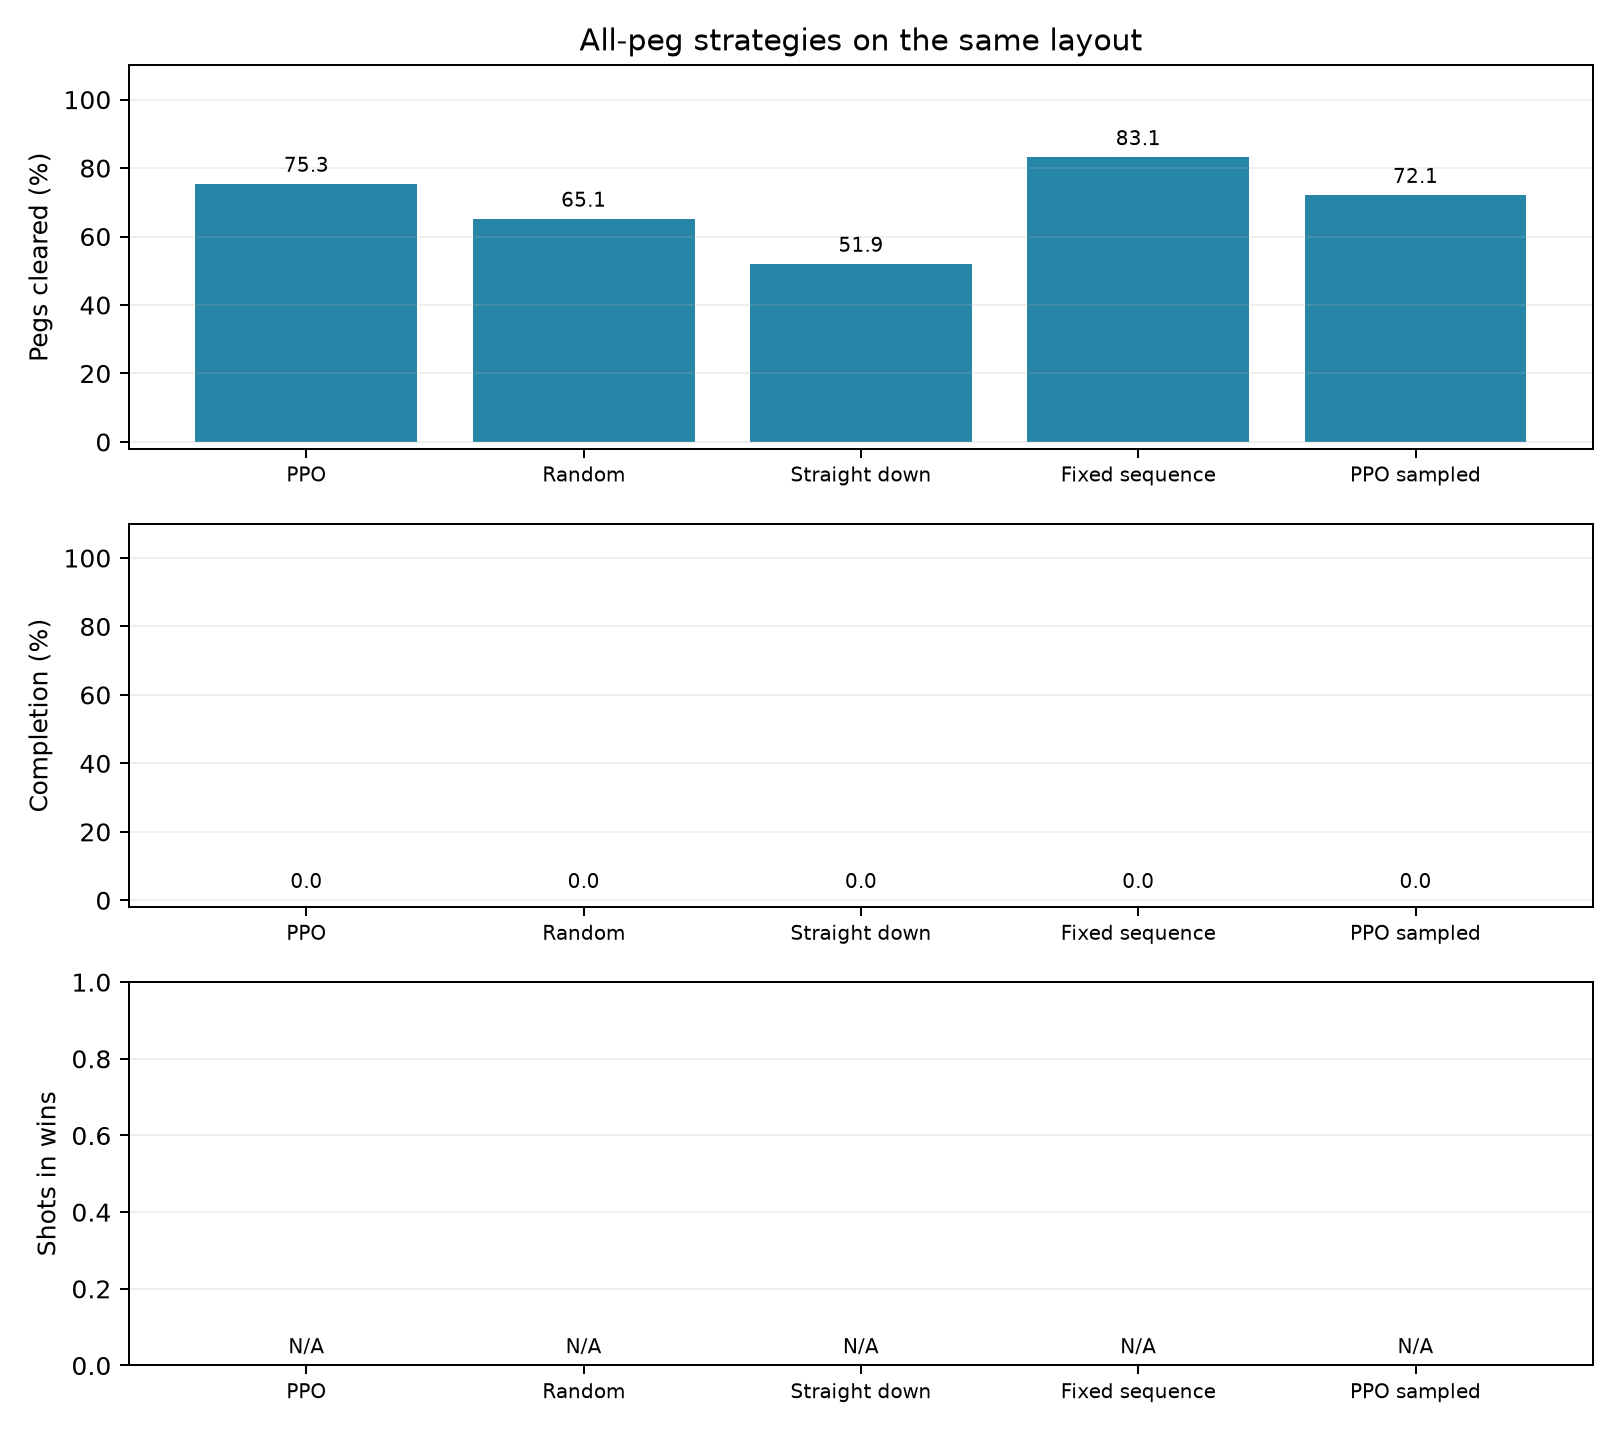 All-peg strategies on the same layout
Pegs cleared (%)
100
80
60
40
20
0
75.3
65.1
51.9
83.1
72.1
PPO
Random
Straight down
Fixed sequence
PPO sampled
Completion (%)
100
80
60
40
20
0
0.0
0.0
0.0
0.0
0.0
PPO
Random
Straight down
Fixed sequence
PPO sampled
Shots in wins
1.0
0.8
0.6
0.4
0.2
0.0
N/A
N/A
N/A
N/A
N/A
PPO
Random
Straight down
Fixed sequence
PPO sampled